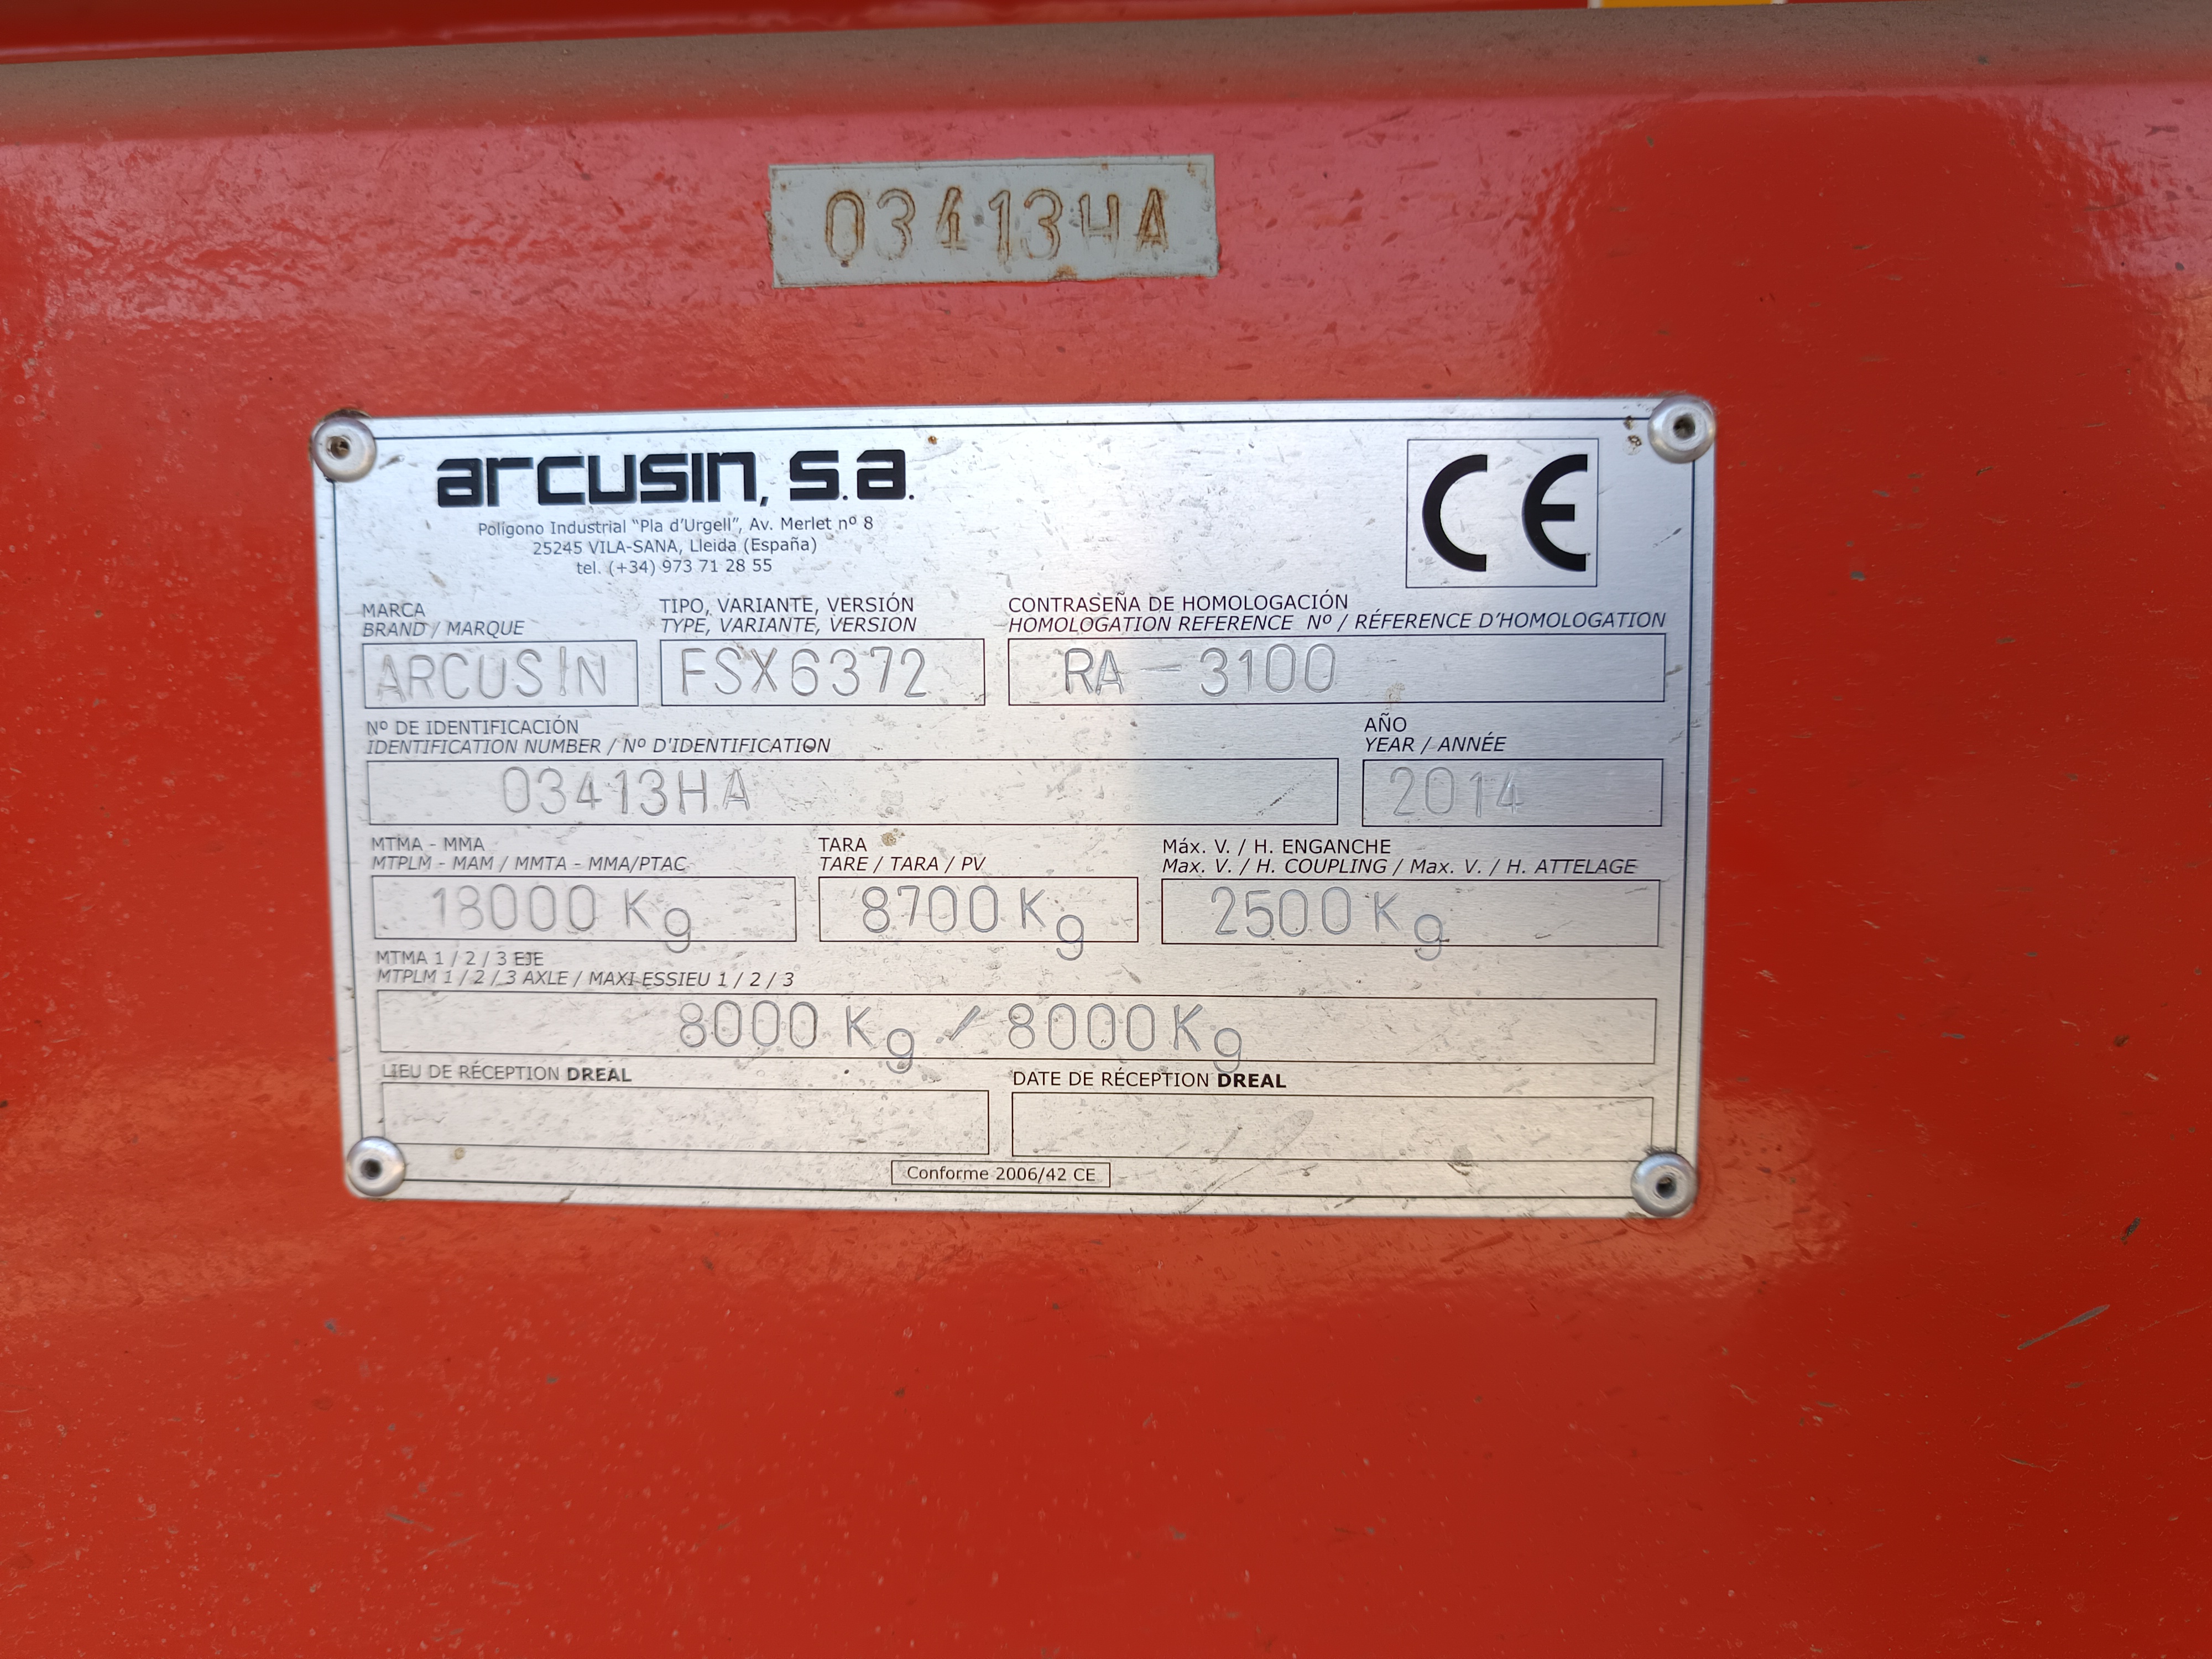 03413HA
arcusin, s.a.
Polígono Industrial "Pla d'Urgell", Av. Merlet nº 8
25245 VILA-SANA, Lleida (España)
tel. (+34) 973 71 28 55
CE
MARCA
BRAND / MARQUE
TIPO, VARIANTE, VERSIÓN
TYPE, VARIANTE, VERSION
CONTRASEÑA DE HOMOLOGACIÓN
HOMOLOGATION REFERENCE Nº / RÉFERENCE D'HOMOLOGATION
ARCUSIN
FSX6372
RA-3100
Nº DE IDENTIFICACIÓN
IDENTIFICATION NUMBER / Nº D'IDENTIFICATION
AÑO
YEAR / ANNÉE
03413HA
2014
MTMA - MMA
MTPLM - MAM / MMTA - MMA/PTAC
TARA
TARE / TARA / PV
Máx. V. / H. ENGANCHE
Max. V. / H. COUPLING / Max. V. / H. ATTELAGE
18000 Kg
8700 Kg
2500 Kg
MTMA 1 / 2 / 3 EJE
MTPLM 1 / 2 / 3 AXLE / MAXI ESSIEU 1 / 2 / 3
8000 Kg / 8000 Kg
LIEU DE RÉCEPTION DREAL
DATE DE RÉCEPTION DREAL
Conforme 2006/42 CE